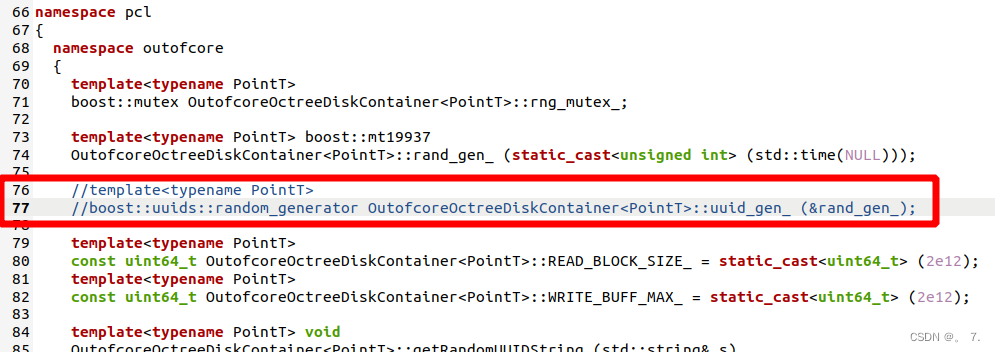 66 namespace pcl
67 {
68 namespace outofcore
69 {
70 template<typename PointT>
71 boost::mutex OutofcoreOctreeDiskContainer<PointT>::rng_mutex_;
72
73 template<typename PointT> boost::mt19937
74 OutofcoreOctreeDiskContainer<PointT>::rand_gen_ (static_cast<unsigned int> (std::time(NULL)));
75
76 //template<typename PointT>
77 //boost::uuids::random_generator OutofcoreOctreeDiskContainer<PointT>::uuid_gen_ (&rand_gen_);
78
79 template<typename PointT>
80 const uint64_t OutofcoreOctreeDiskContainer<PointT>::READ_BLOCK_SIZE_ = static_cast<uint64_t> (2e12);
81 template<typename PointT>
82 const uint64_t OutofcoreOctreeDiskContainer<PointT>::WRITE_BUFF_MAX_ = static_cast<uint64_t> (2e12);
83
84 template<typename PointT> void
85 OutofcoreOctreeDiskContainer<PointT>::getRandomUUIDString (std::string& s)
CSDN @。 7.